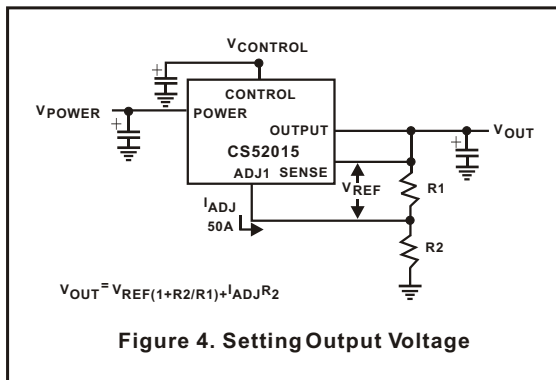 VCONTROL
+
CONTROL
VPOWER
POWER
+
OUTPUT
VOUT
CS52015
+
ADJ1 SENSE
VREF
R1
IADJ
50A
R2
VOUT = VREF(1+R2/R1)+IADJR2
Figure 4. Setting Output Voltage